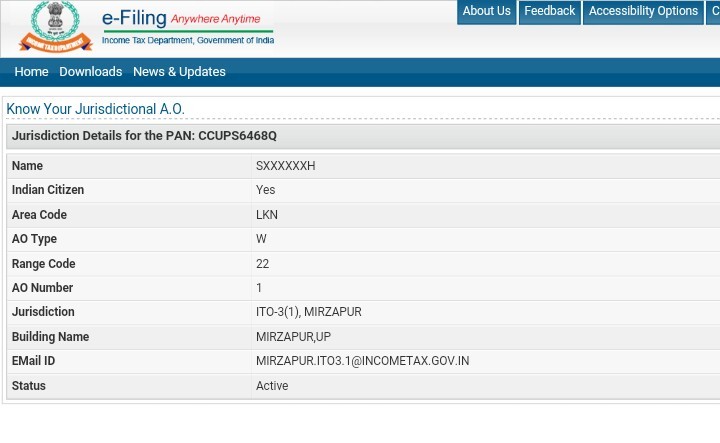 e-Filing Anywhere Anytime
Income Tax Department, Government of India
About Us Feedback Accessibility Options C
Home Downloads News & Updates
Know Your Jurisdictional A.O.
Jurisdiction Details for the PAN: CCUPS6468Q
Name SXXXXXXH
Indian Citizen Yes
Area Code LKN
AO Type W
Range Code 22
AO Number 1
Jurisdiction ITO-3(1), MIRZAPUR
Building Name MIRZAPUR,UP
EMail ID MIRZAPUR.ITO3.1@INCOMETAX.GOV.IN
Status Active